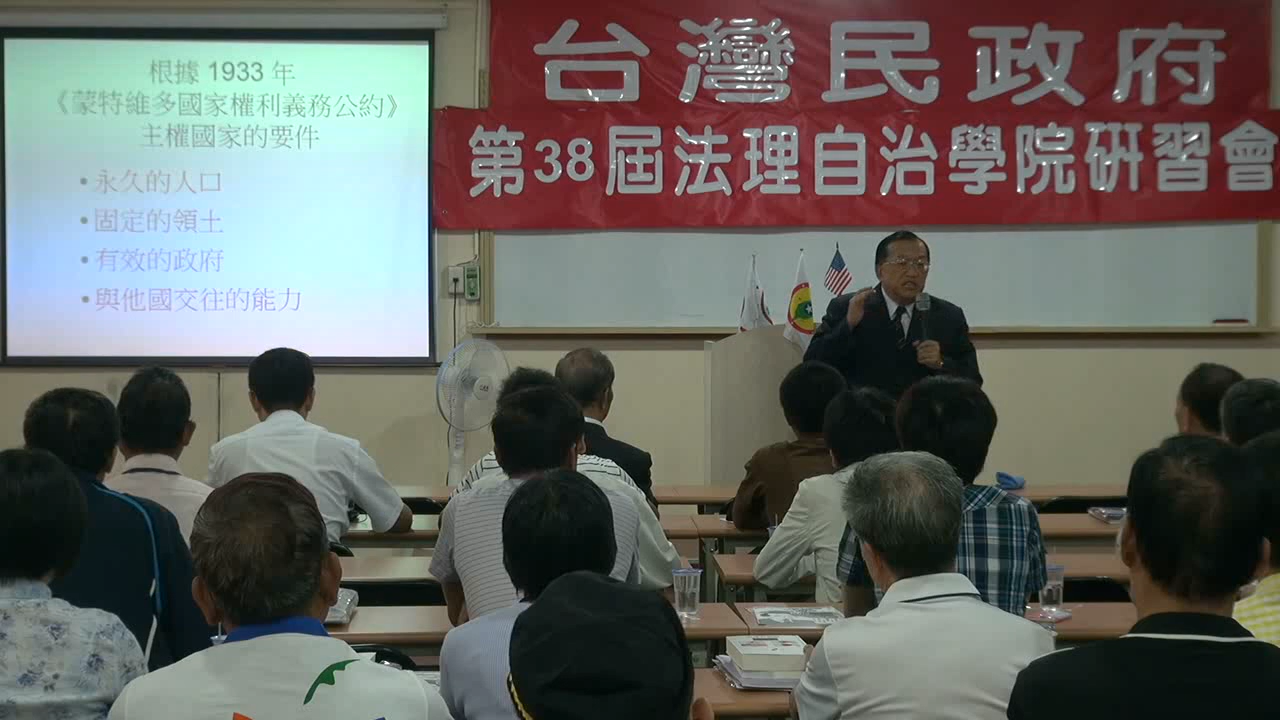 根據 1933 年
《蒙特維多國家權利義務公約》
主權國家的要件
• 永久的人口
• 固定的領土
• 有效的政府
• 與他國交往的能力
台灣民政府
第38屆法理自治學院研習會